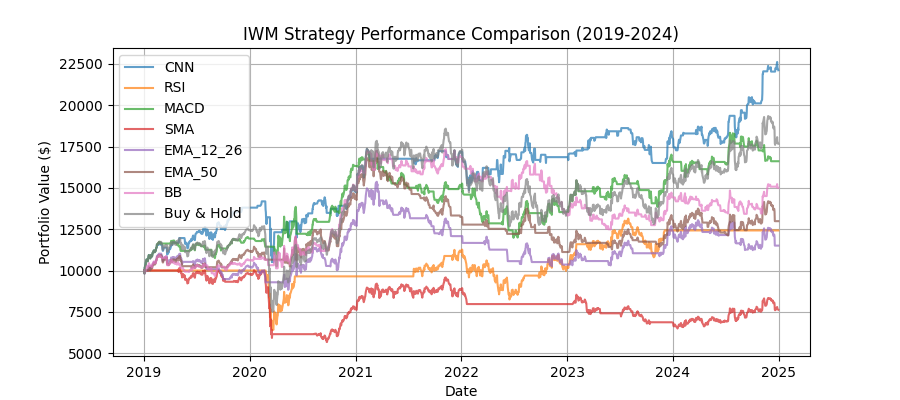 IWM Strategy Performance Comparison (2019-2024)
Portfolio Value ($)
22500
20000
17500
15000
12500
10000
7500
5000
CNN
RSI
MACD
SMA
EMA_12_26
EMA_50
BB
Buy & Hold
2019 2020 2021 2022 2023 2024 2025
Date